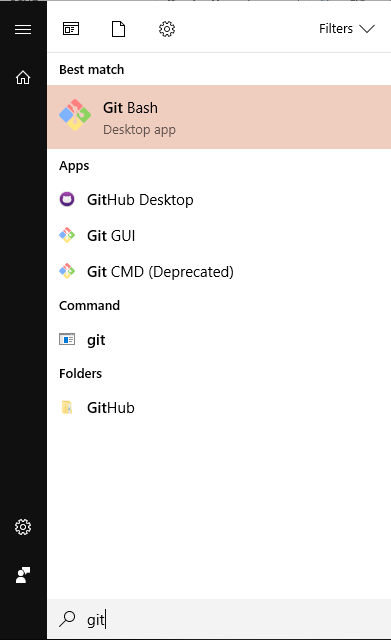 Filters
Best match
Git Bash
Desktop app
Apps
GitHub Desktop
Git GUI
Git CMD (Deprecated)
Command
git
Folders
GitHub
git